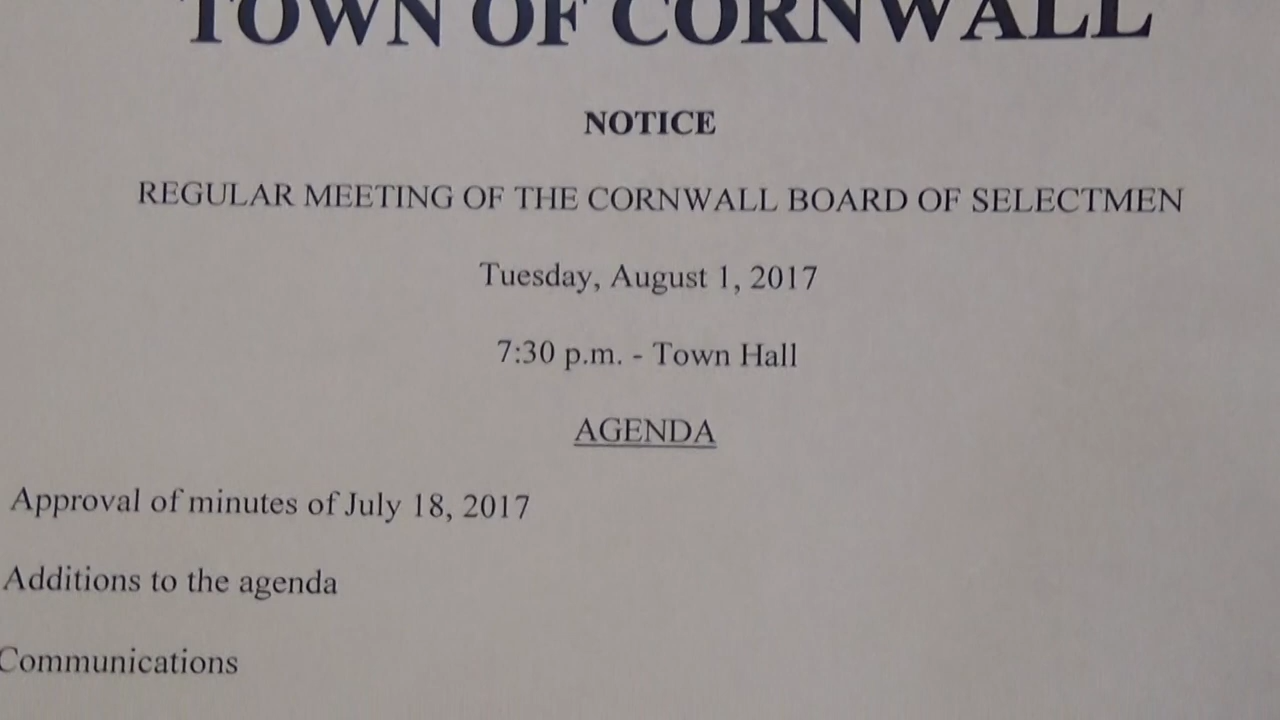 TOWN OF CORNWALL
NOTICE
REGULAR MEETING OF THE CORNWALL BOARD OF SELECTMEN
Tuesday, August 1, 2017
7:30 p.m. - Town Hall
AGENDA
Approval of minutes of July 18, 2017
Additions to the agenda
Communications